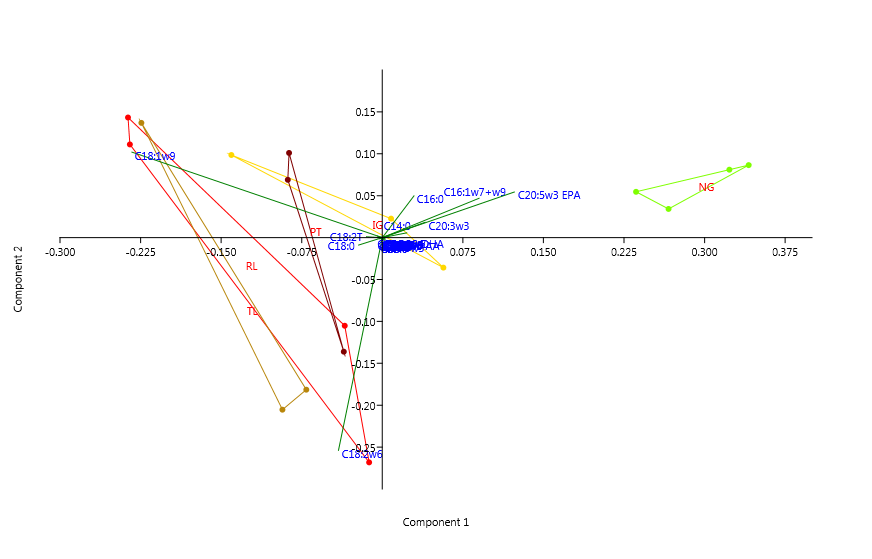 0.15
0.10
0.05
-0.05
-0.10
-0.15
-0.20
-0.25
-0.300 -0.225 -0.150 -0.075 0.075 0.150 0.225 0.300 0.375
Component 1
Component 2
C18:1w9
C16:0
C16:1w7+w9
C20:5w3 EPA
C14:0
C20:3w3
C18:2T
C18:0
C18:2w6
NG
IG
PT
RL
TL